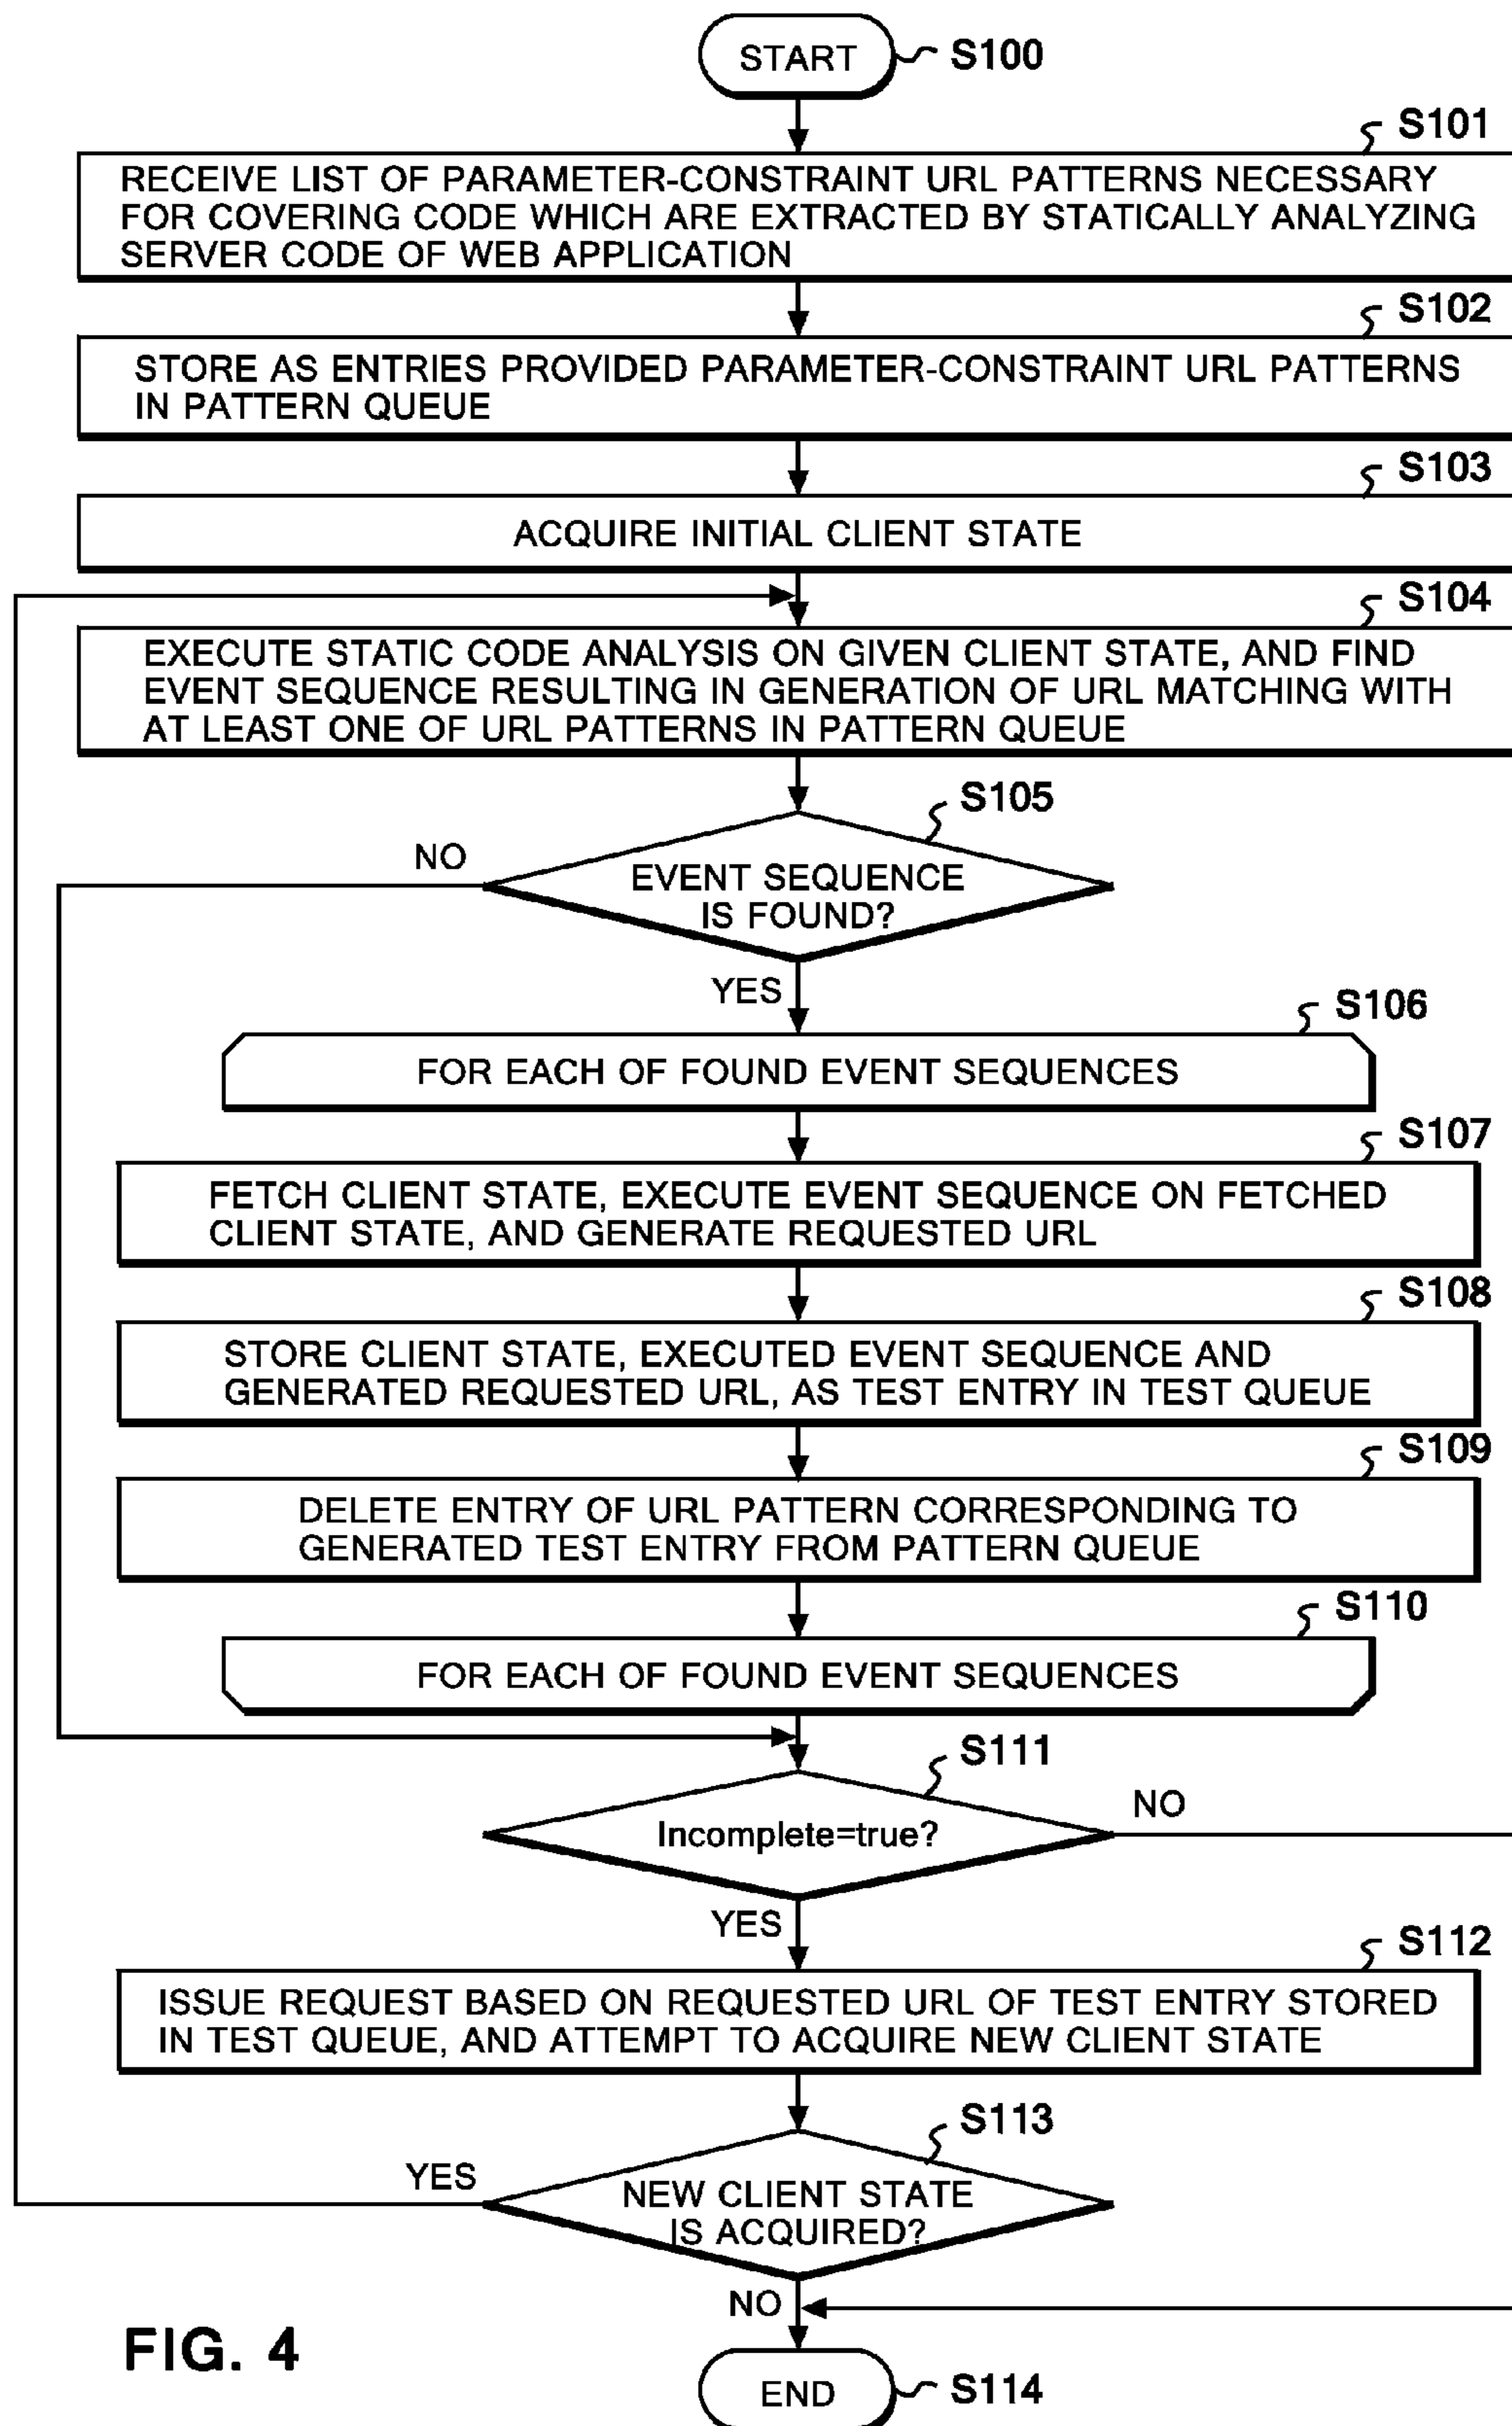 START
S100
S101
RECEIVE LIST OF PARAMETER-CONSTRAINT URL PATTERNS NECESSARY
FOR COVERING CODE WHICH ARE EXTRACTED BY STATICALLY ANALYZING
SERVER CODE OF WEB APPLICATION
S102
STORE AS ENTRIES PROVIDED PARAMETER-CONSTRAINT URL PATTERNS
IN PATTERN QUEUE
S103
ACQUIRE INITIAL CLIENT STATE
S104
EXECUTE STATIC CODE ANALYSIS ON GIVEN CLIENT STATE, AND FIND
EVENT SEQUENCE RESULTING IN GENERATION OF URL MATCHING WITH
AT LEAST ONE OF URL PATTERNS IN PATTERN QUEUE
S105
NO
EVENT SEQUENCE
IS FOUND?
YES
S106
FOR EACH OF FOUND EVENT SEQUENCES
S107
FETCH CLIENT STATE, EXECUTE EVENT SEQUENCE ON FETCHED
CLIENT STATE, AND GENERATE REQUESTED URL
S108
STORE CLIENT STATE, EXECUTED EVENT SEQUENCE AND
GENERATED REQUESTED URL, AS TEST ENTRY IN TEST QUEUE
S109
DELETE ENTRY OF URL PATTERN CORRESPONDING TO
GENERATED TEST ENTRY FROM PATTERN QUEUE
S110
FOR EACH OF FOUND EVENT SEQUENCES
S111
NO
Incomplete=true?
YES
S112
ISSUE REQUEST BASED ON REQUESTED URL OF TEST ENTRY STORED
IN TEST QUEUE, AND ATTEMPT TO ACQUIRE NEW CLIENT STATE
S113
YES
NEW CLIENT STATE
IS ACQUIRED?
NO
FIG. 4
END
S114